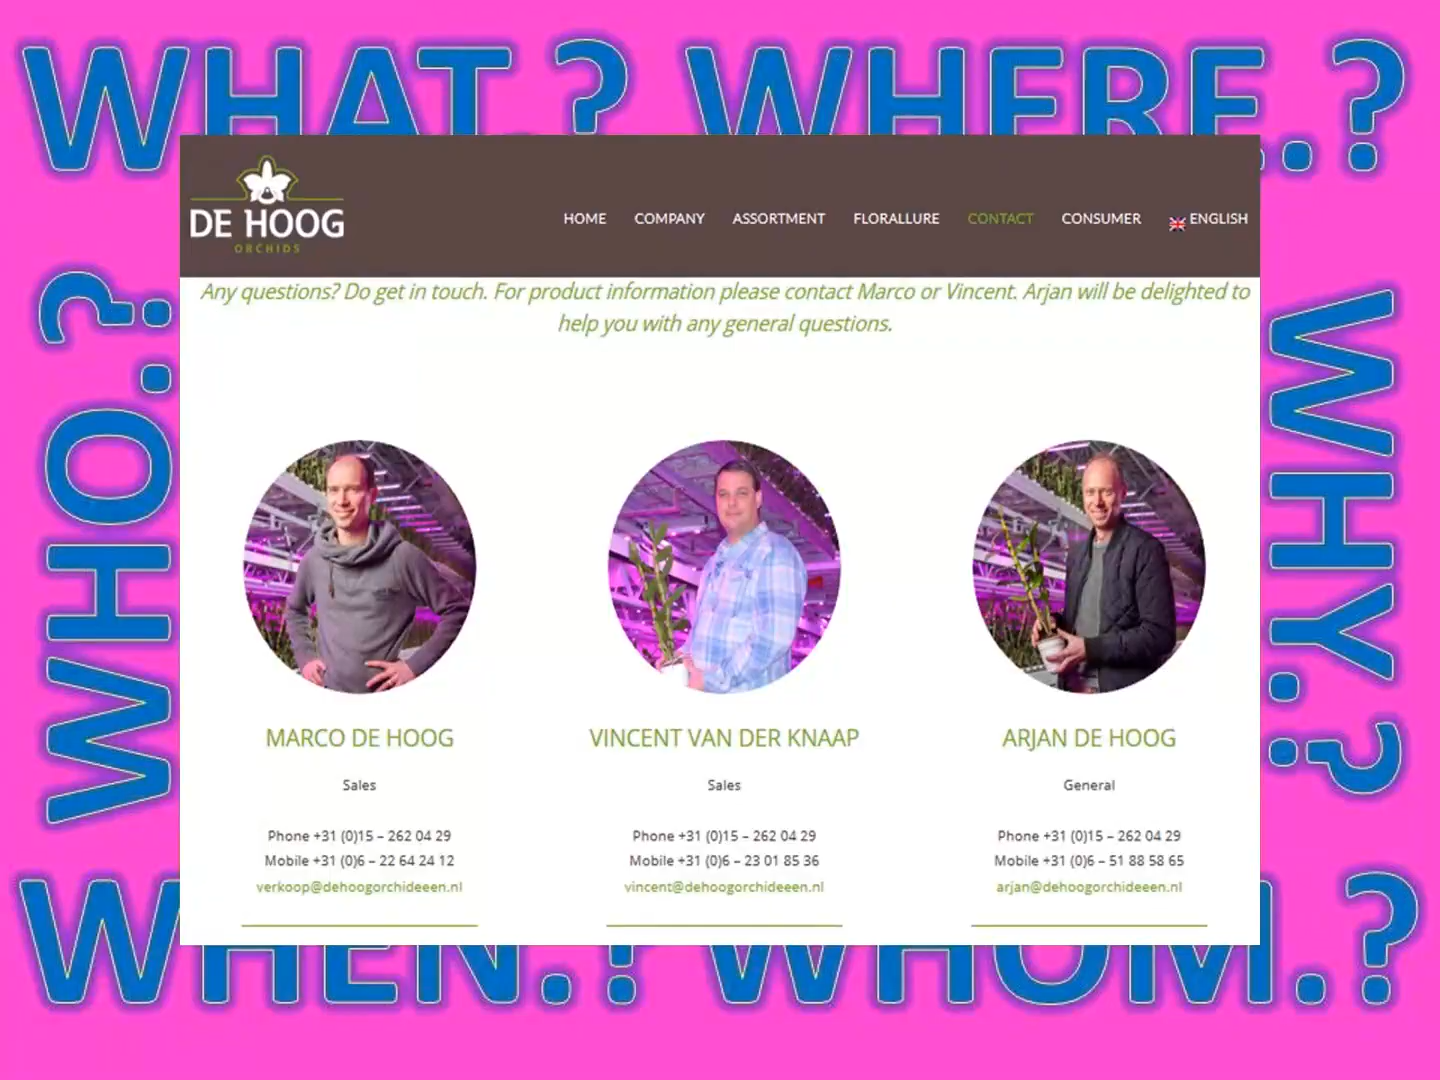 WHAT.? WHERE.?
WHO.?
WHY.?
DE HOOG
ORCHIDS
HOME COMPANY ASSORTMENT FLORALLURE CONTACT CONSUMER ENGLISH
Any questions? Do get in touch. For product information please contact Marco or Vincent. Arjan will be delighted to
help you with any general questions.
MARCO DE HOOG VINCENT VAN DER KNAAP ARJAN DE HOOG
Sales Sales General
Phone +31 (0)15 – 262 04 29 Phone +31 (0)15 – 262 04 29 Phone +31 (0)15 – 262 04 29
Mobile +31 (0)6 – 22 64 24 12 Mobile +31 (0)6 – 23 01 85 36 Mobile +31 (0)6 – 51 88 58 65
verkoop@dehoogorchideeen.nl vincent@dehoogorchideeen.nl arjan@dehoogorchideeen.nl
WHEN.? WHOM.?